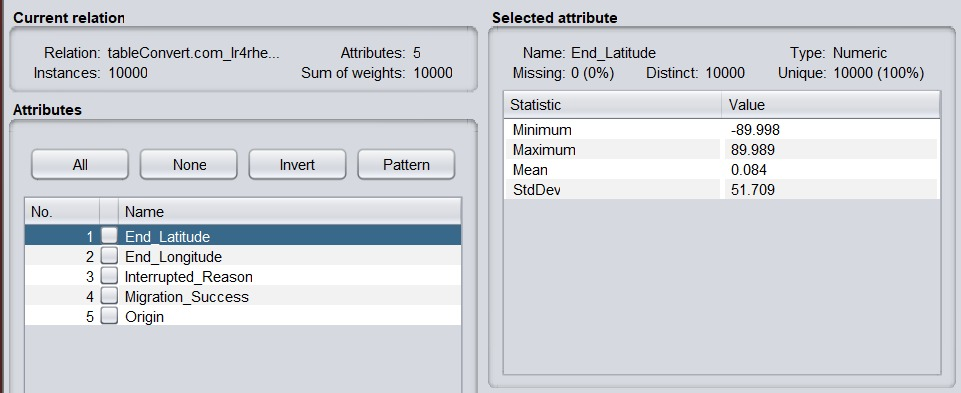 Current relation
Relation: tableConvert.com_lr4rhe... Attributes: 5
Instances: 10000 Sum of weights: 10000
Attributes
All None Invert Pattern
No. Name
1 End_Latitude
2 End_Longitude
3 Interrupted_Reason
4 Migration_Success
5 Origin
Selected attribute
Name: End_Latitude Type: Numeric
Missing: 0 (0%) Distinct: 10000 Unique: 10000 (100%)
Statistic Value
Minimum -89.998
Maximum 89.989
Mean 0.084
StdDev 51.709